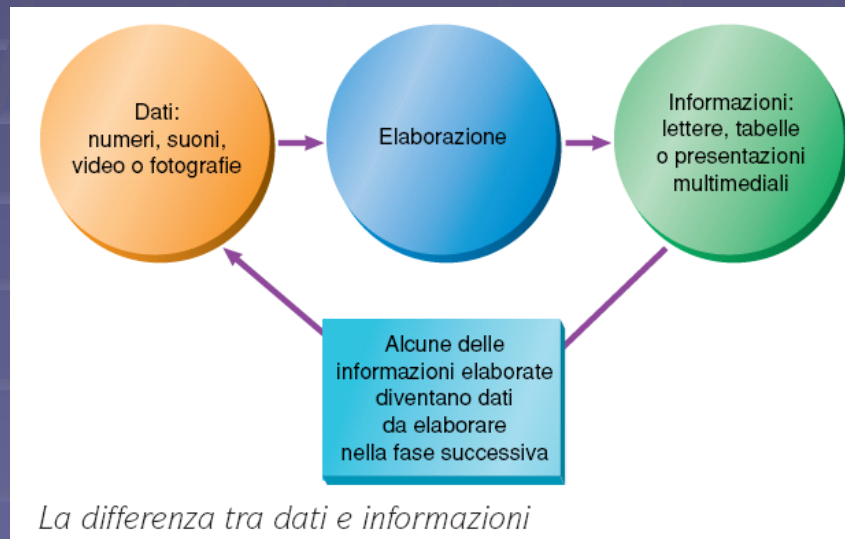 Dati:
numeri, suoni,
video o fotografie
Elaborazione
Informazioni:
lettere, tabelle
o presentazioni
multimediali
Alcune delle
informazioni elaborate
diventano dati
da elaborare
nella fase successiva
La differenza tra dati e informazioni